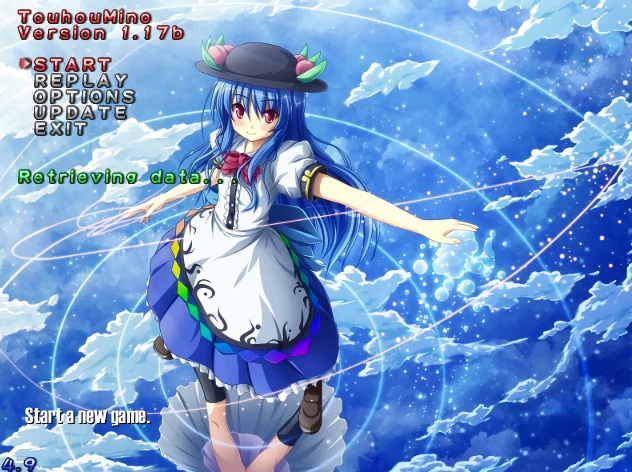 TouhouMino
Version 1.17b
START
REPLAY
OPTIONS
UPDATE
EXIT
Retrieving data...
Start a new game.
4.9